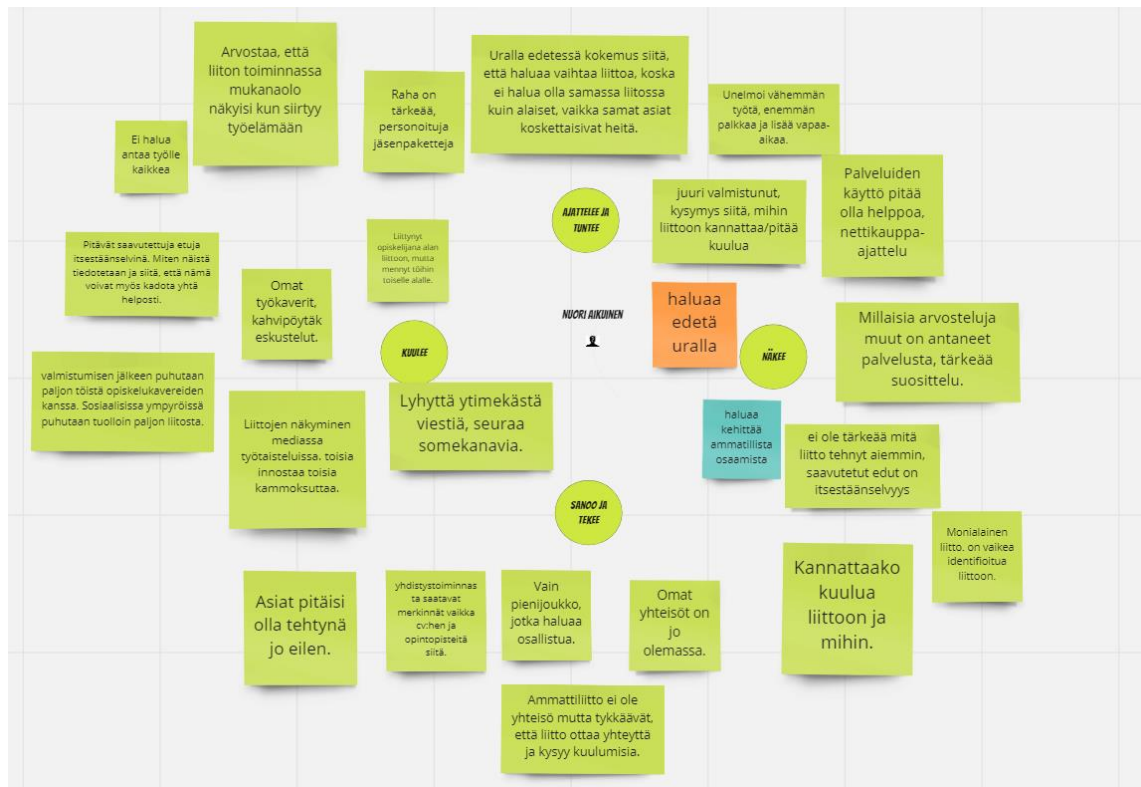 Arvostaa, että
liiton toiminnassa
mukanaolo
näkyisi kun siirtyy
työelämään
Uralla edetessä kokemus siitä,
että haluaa vaihtaa liittoa, koska
ei halua olla samassa liitossa
kuin alaiset, vaikka samat asiat
koskettaisivat heitä.
Raha on
tärkeää,
personoituja
jäsenpaketteja
Unelmoi vähemmän
työtä, enemmän
palkkaa ja lisää vapaa-
aikaa.
Ei halua
antaa työlle
kaikkea
AJATTELEE JA
TUNTEE
juuri valmistunut,
kysymys siitä, mihin
liittoon kannattaa/pitää
kuulua
Palveluiden
käyttö pitää
olla helppoa,
nettikauppa-
ajattelu
Pitävät saavutettuja etuja
itsestäänselvinä. Miten näistä
tiedotetaan ja siitä, että nämä
voivat myös kadota yhtä
helposti.
Liittynyt
opiskelijana alan
liittoon, mutta
mennyt töihin
toiselle alalle.
Omat
työkaverit,
kahvipöytäk
eskustelut.
NUORI AIKUINEN
haluaa
edetä
uralla
Millaisia arvosteluja
muut on antaneet
palvelusta, tärkeää
suosittelu.
KUULEE
NÄKEE
valmistumisen jälkeen puhutaan
paljon töistä opiskelukavereiden
kanssa. Sosiaalisissa ympyröissä
puhutaan tuolloin paljon liitosta.
Liittojen näkyminen
mediassa
työtaisteluissa. toisia
innostaa toisia
kammoksuttaa.
Lyhyttä ytimekästä
viestiä, seuraa
somekanavia.
haluaa
kehittää
ammatillista
osaamista
ei ole tärkeää mitä
liitto tehnyt aiemmin,
saavutetut edut on
itsestäänselvyys
SANOO JA
TEKEE
Monialainen
liitto. on vaikea
identifioitua
liittoon.
Asiat pitäisi
olla tehtynä
jo eilen.
yhdistystoiminnas
ta saatavat
merkinnät vaikka
cv:hen ja
opintopisteitä
siitä.
Vain
pienijoukko,
jotka haluaa
osallistua.
Omat
yhteisöt on
jo
olemassa.
Kannattaako
kuulua
liittoon ja
mihin.
Ammattiliitto ei ole
yhteisö mutta tykkäävät,
että liitto ottaa yhteyttä
ja kysyy kuulumisia.